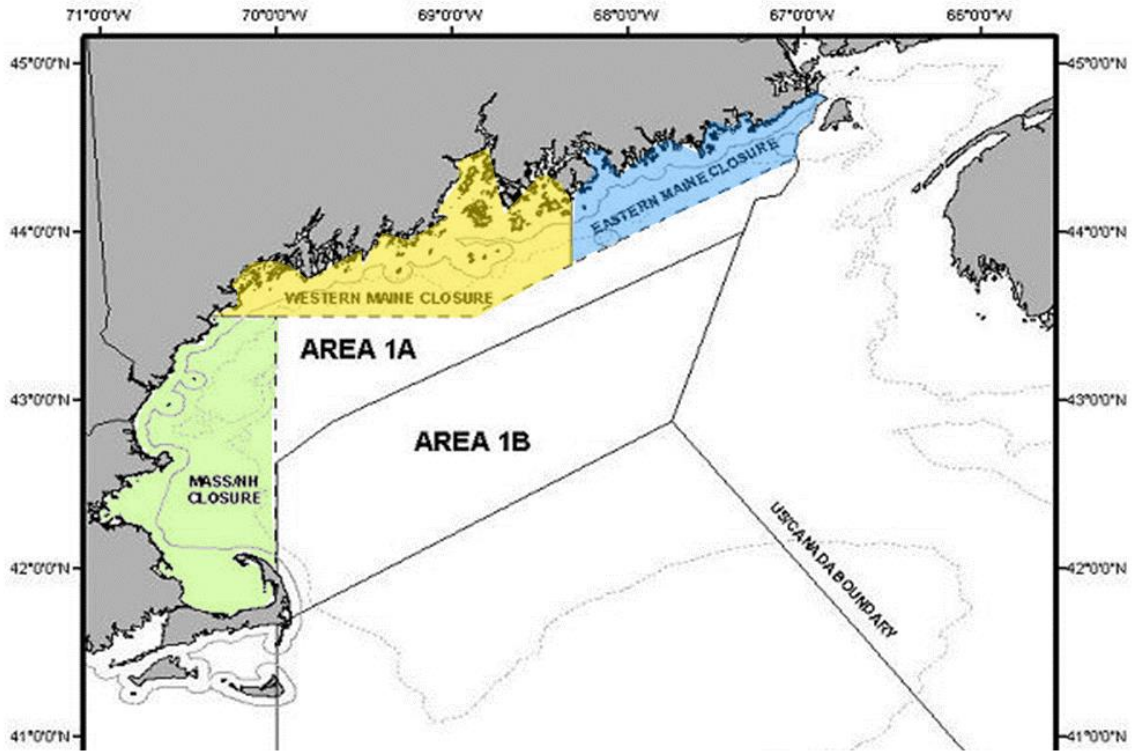 71°0'0"W 70°0'0"W 69°0'0"W 68°0'0"W 67°0'0"W 66°0'0"W
45°0'0"N 45°0'0"N
EASTERN MAINE CLOSURE
44°0'0"N 44°0'0"N
WESTERN MAINE CLOSURE
AREA 1A
43°0'0"N 43°0'0"N
AREA 1B
MASS/NH
CLOSURE
US/CANADA BOUNDARY
42°0'0"N 42°0'0"N
41°0'0"N 41°0'0"N